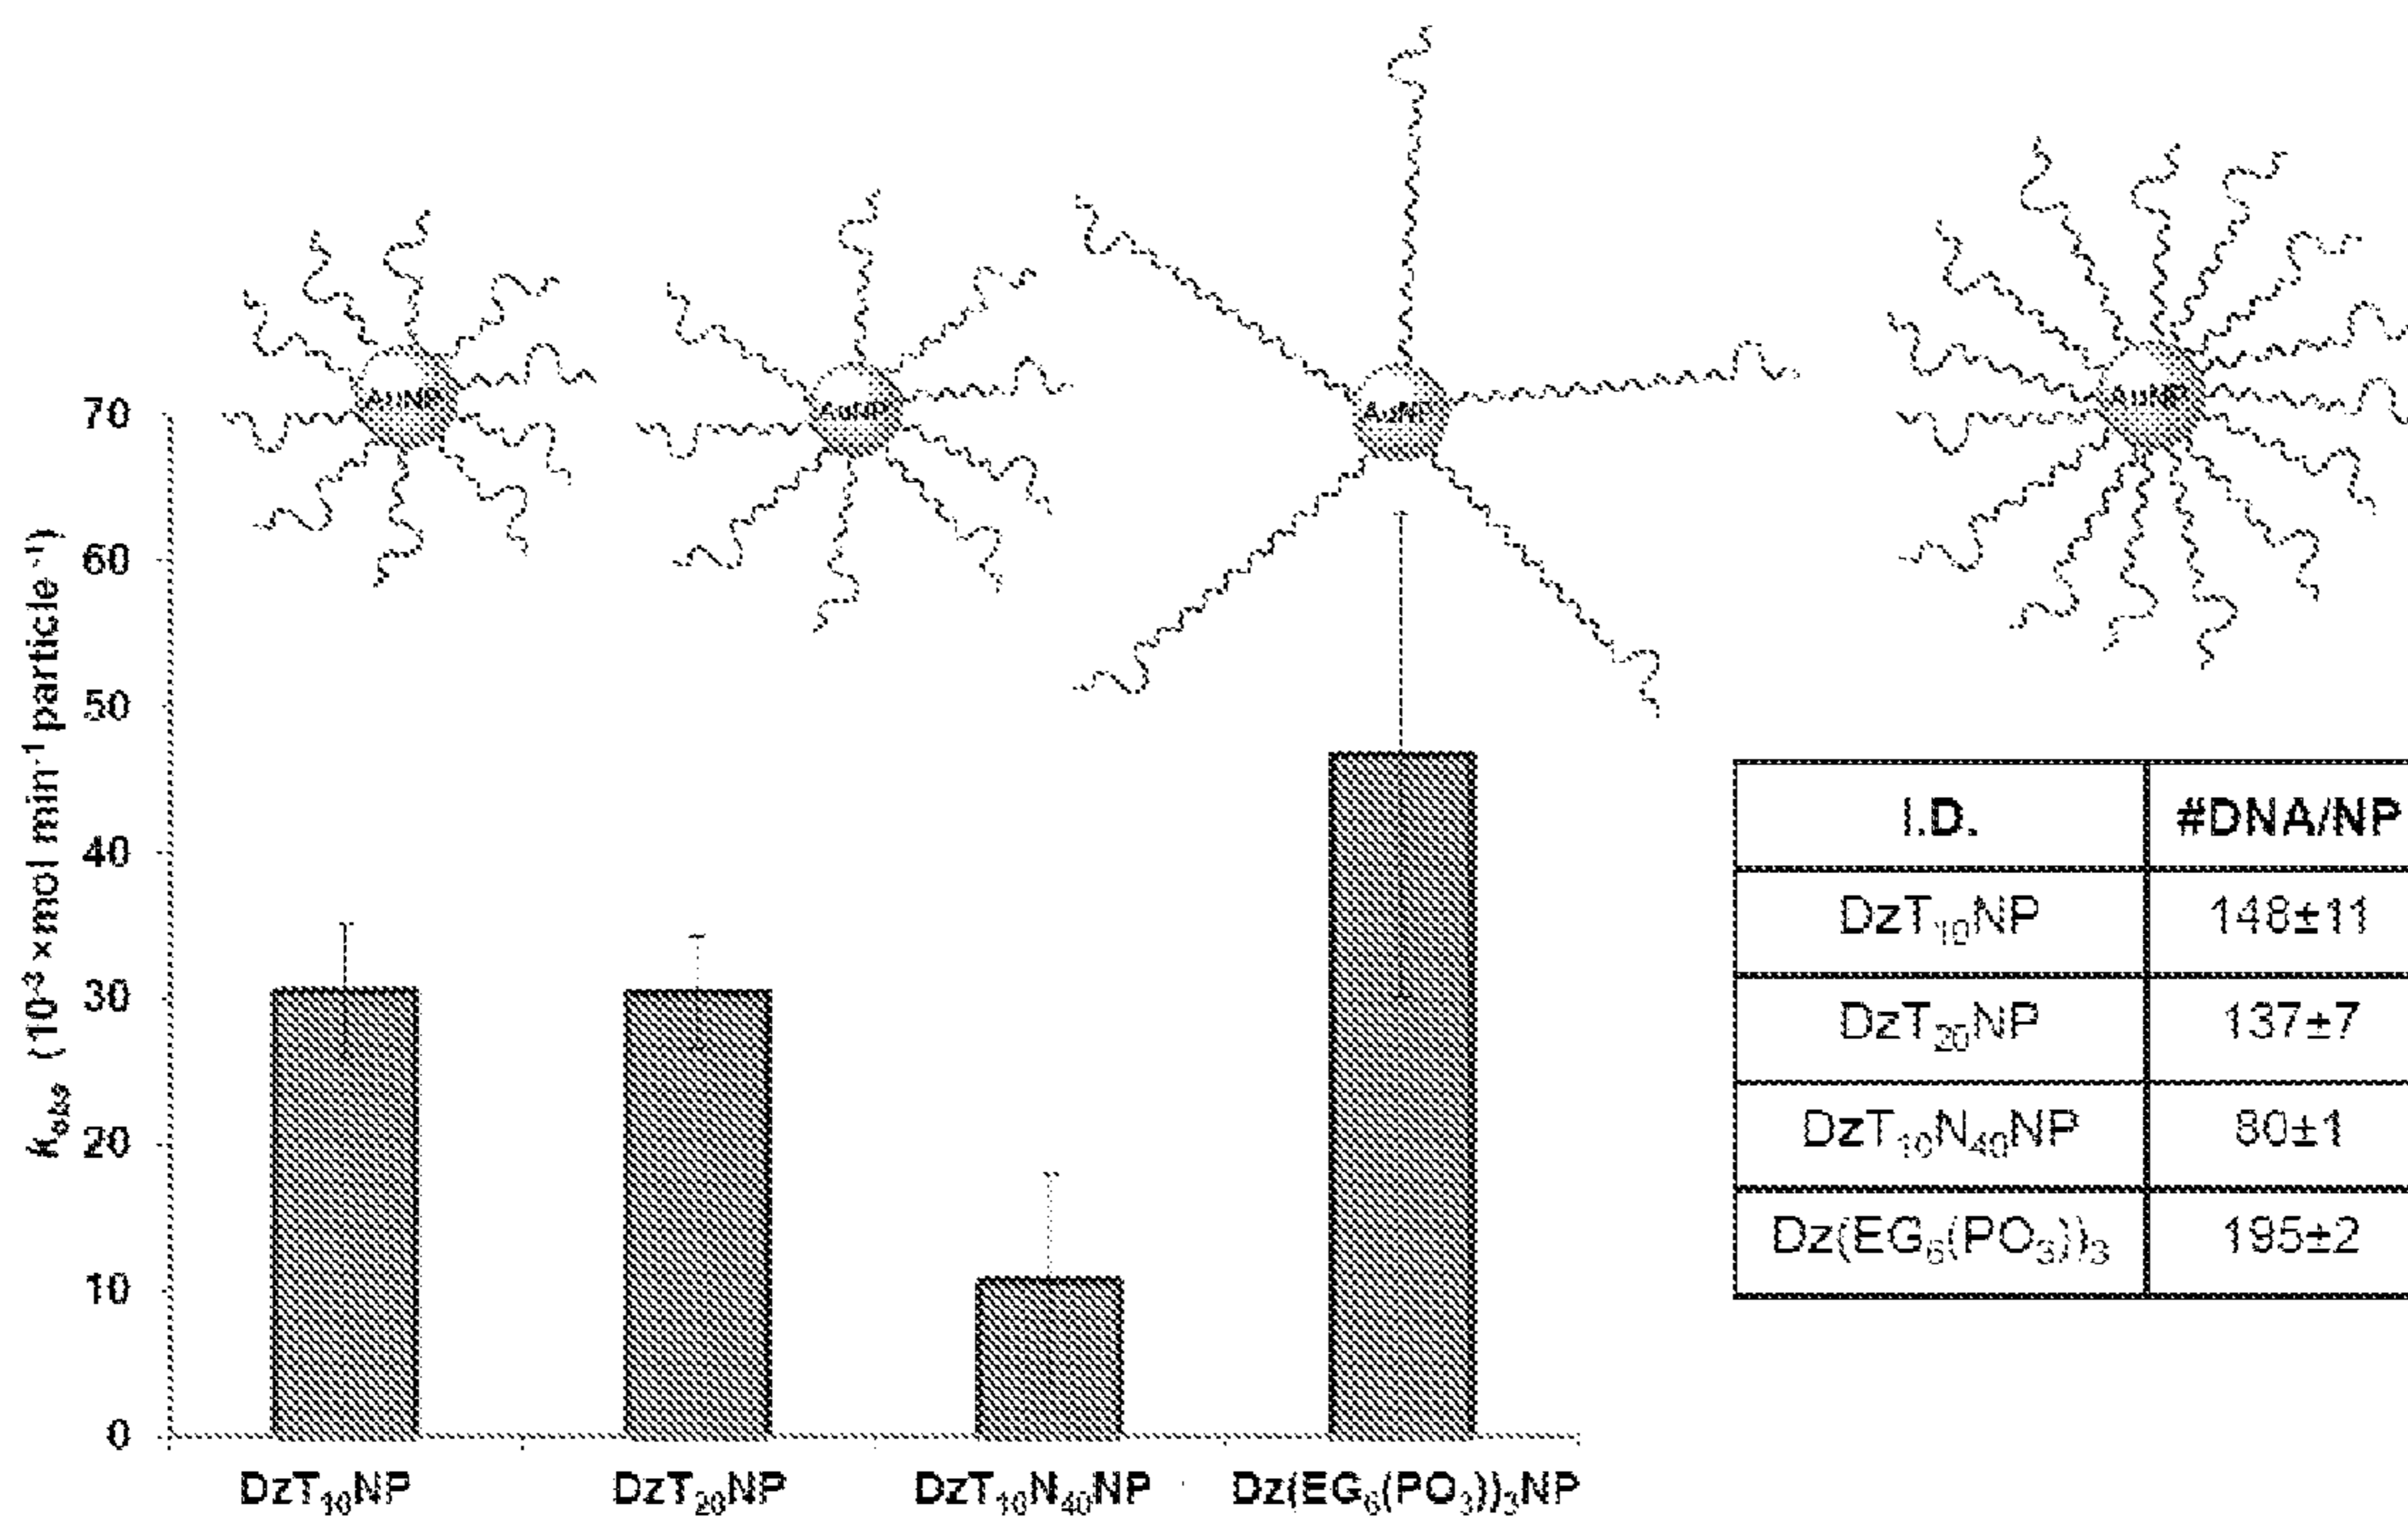 AuNP
AuNP
AuNP
AuNP
70
60
50
40
30
20
10
0
k_obs (10⁻³ ×mol min⁻¹ particle⁻¹)
DzT₁₀NP
DzT₂₀NP
DzT₁₀N₄₀NP
Dz(EG₆(PO₃))₃NP
I.D. #DNA/NP
DzT₁₀NP 148±11
DzT₂₀NP 137±7
DzT₁₀N₄₀NP 80±1
Dz(EG₆(PO₃))₃ 195±2